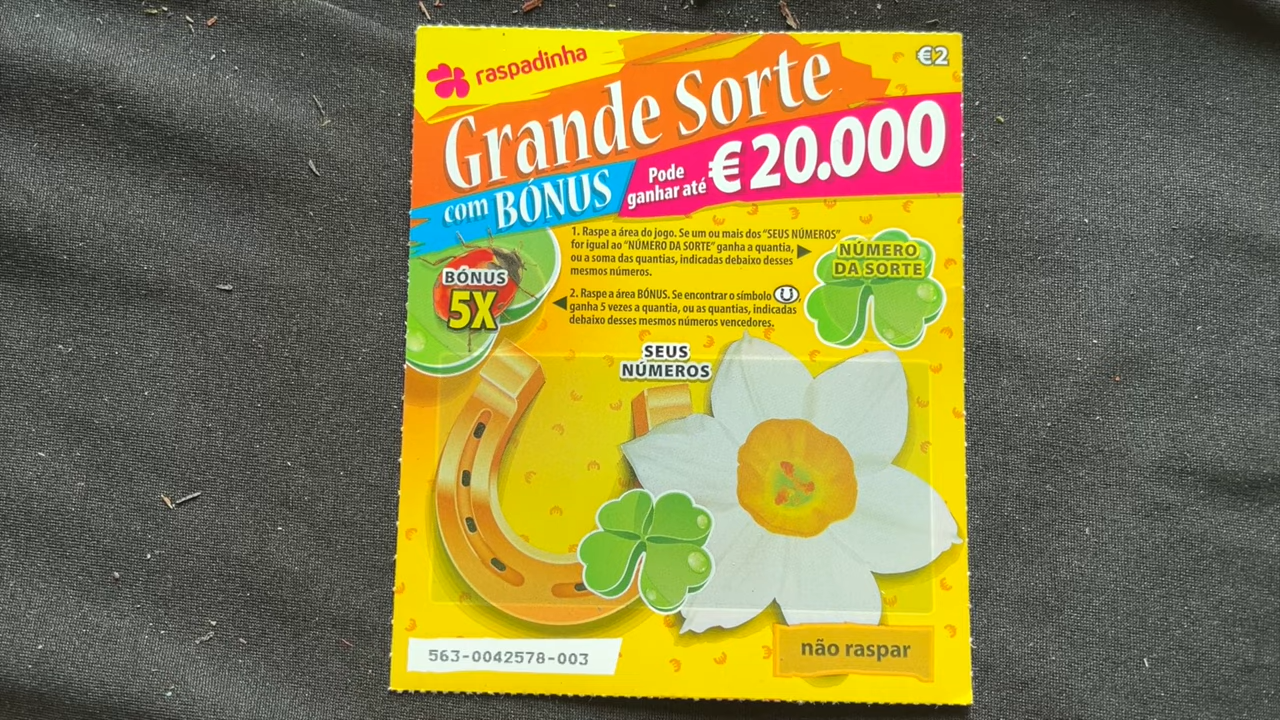 raspadinha
€2
Grande Sorte
com BÓNUS
Pode
ganhar até
€ 20.000
1. Raspe a área do jogo. Se um ou mais dos "SEUS NÚMEROS"
for igual ao "NÚMERO DA SORTE" ganha a quantia,
ou a soma das quantias, indicadas debaixo desses
mesmos números.
NÚMERO
DA SORTE
BÓNUS
5X
2. Raspe a área BÓNUS. Se encontrar o símbolo ,
ganha 5 vezes a quantia, ou as quantias, indicadas
debaixo desses mesmos números vencedores.
SEUS
NÚMEROS
563-0042578-003
não raspar